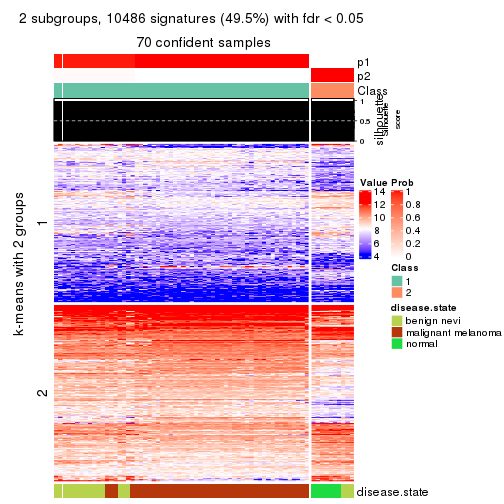 2 subgroups, 10486 signatures (49.5%) with fdr < 0.05
70 confident samples
p1
p2
Class
1
0.5
0
silhouette
Silhouette
score
k-means with 2 groups
1
2
Value
14
12
10
8
6
4
Prob
1
0.8
0.6
0.4
0.2
0
Class
1
2
disease.state
benign nevi
malignant melanoma
normal
disease.state